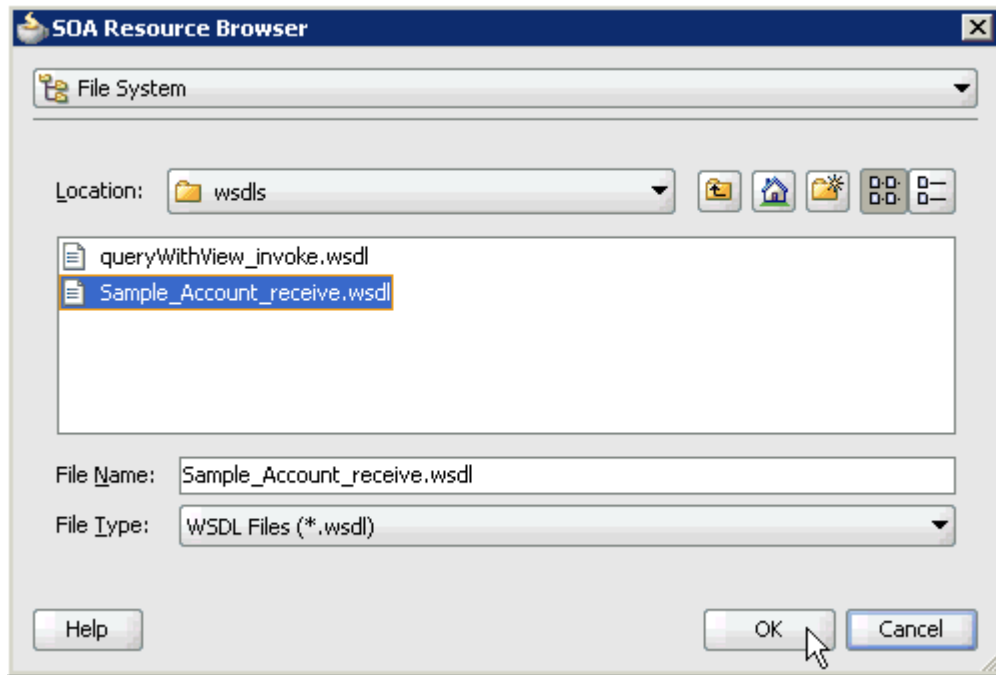 SOA Resource Browser
File System
Location: wsdls
queryWithView_invoke.wsdl
Sample_Account_receive.wsdl
File Name: Sample_Account_receive.wsdl
File Type: WSDL Files (*.wsdl)
Help OK Cancel